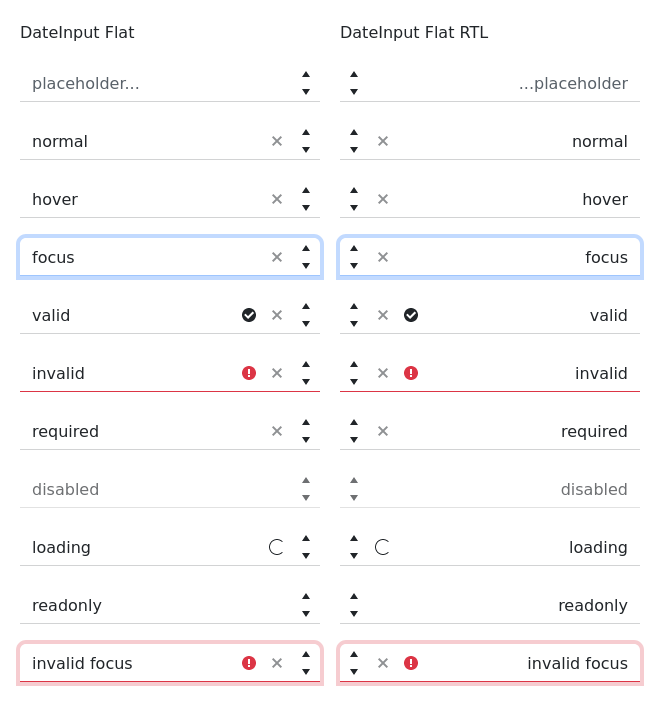 DateInput Flat
placeholder...
normal
hover
focus
valid
invalid
required
disabled
loading
readonly
invalid focus
DateInput Flat RTL
...placeholder
normal
hover
focus
valid
invalid
required
disabled
loading
readonly
invalid focus